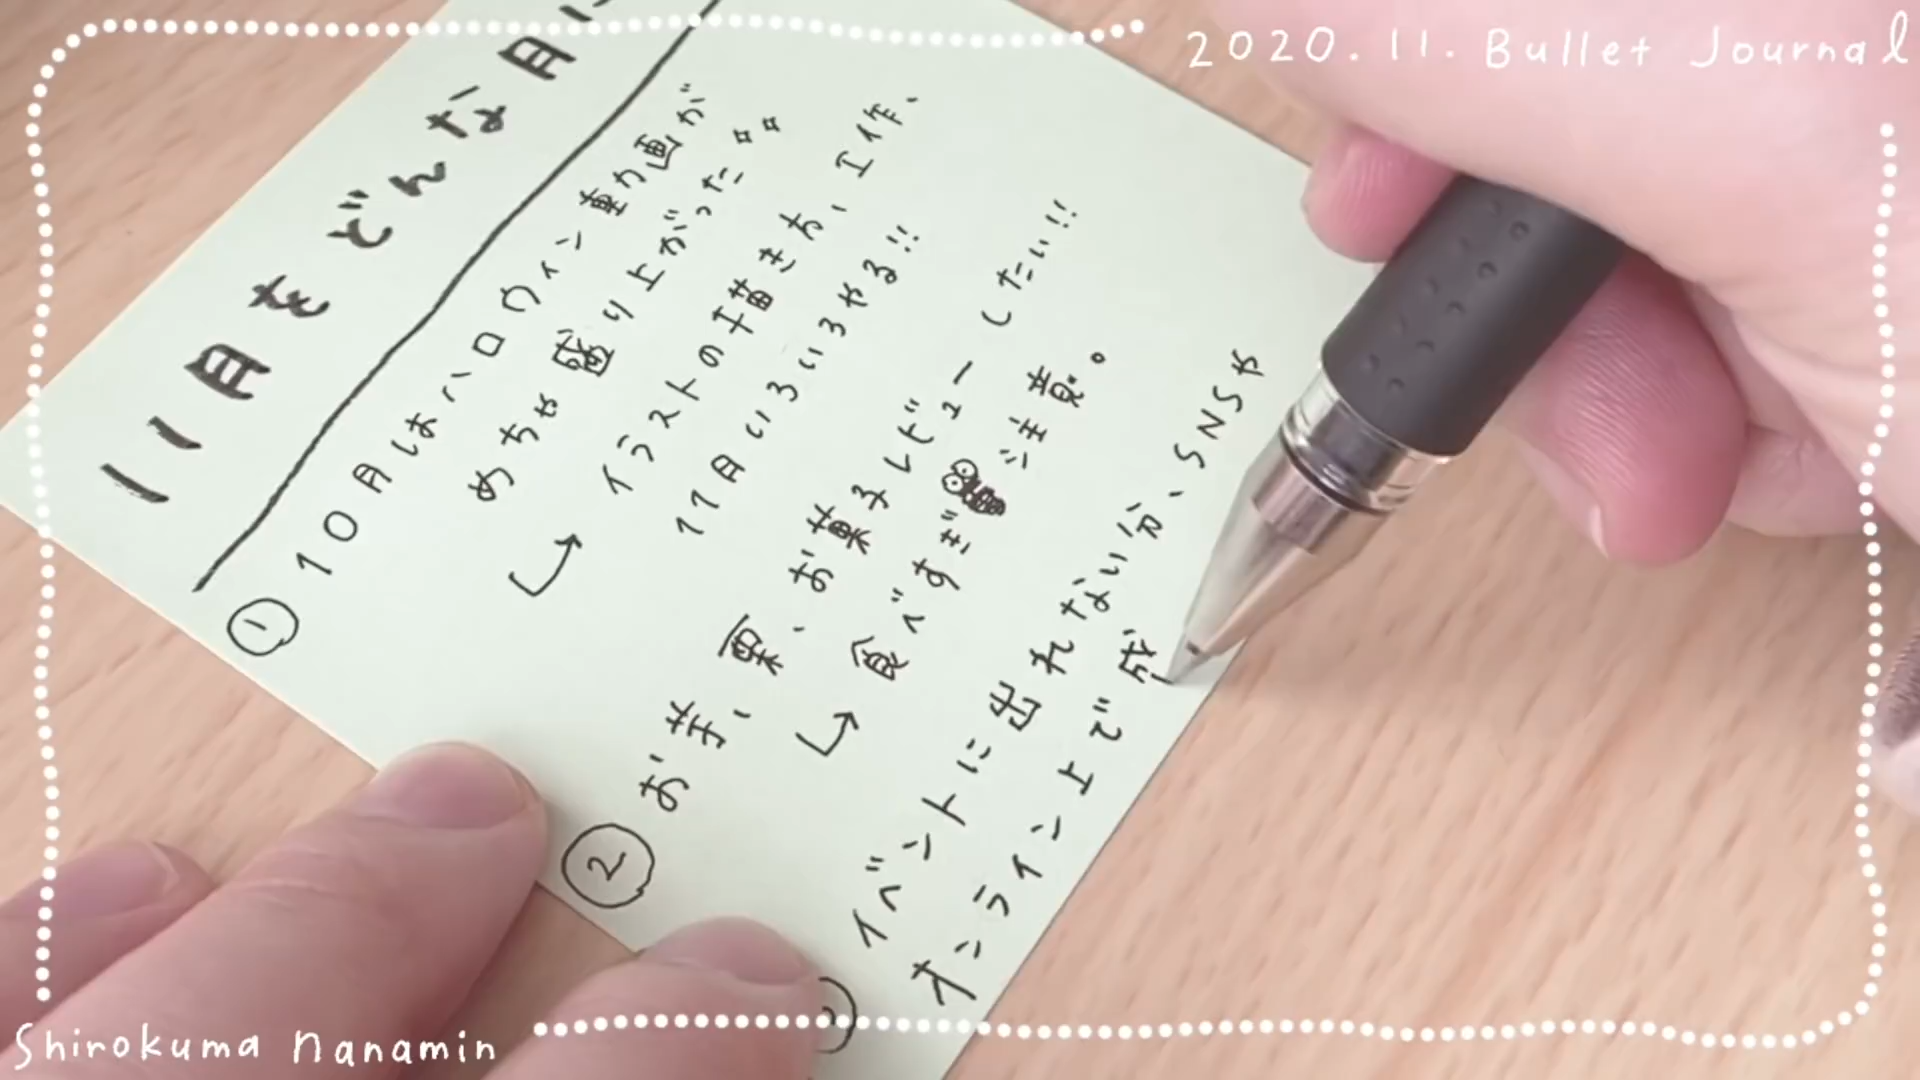 2020.11. Bullet Journal
11月をどんな月に
① 10月はハロウィン動画が
めちゃ盛り上がった
↳ イラストの描き方、工作、
11月いろいろやる!!
② お芋、栗、お菓子レビューしたい!!
↳ 食べすぎ注意。
イベントに出れない分、SNSや
オンライン上で
Shirokuma nanamin